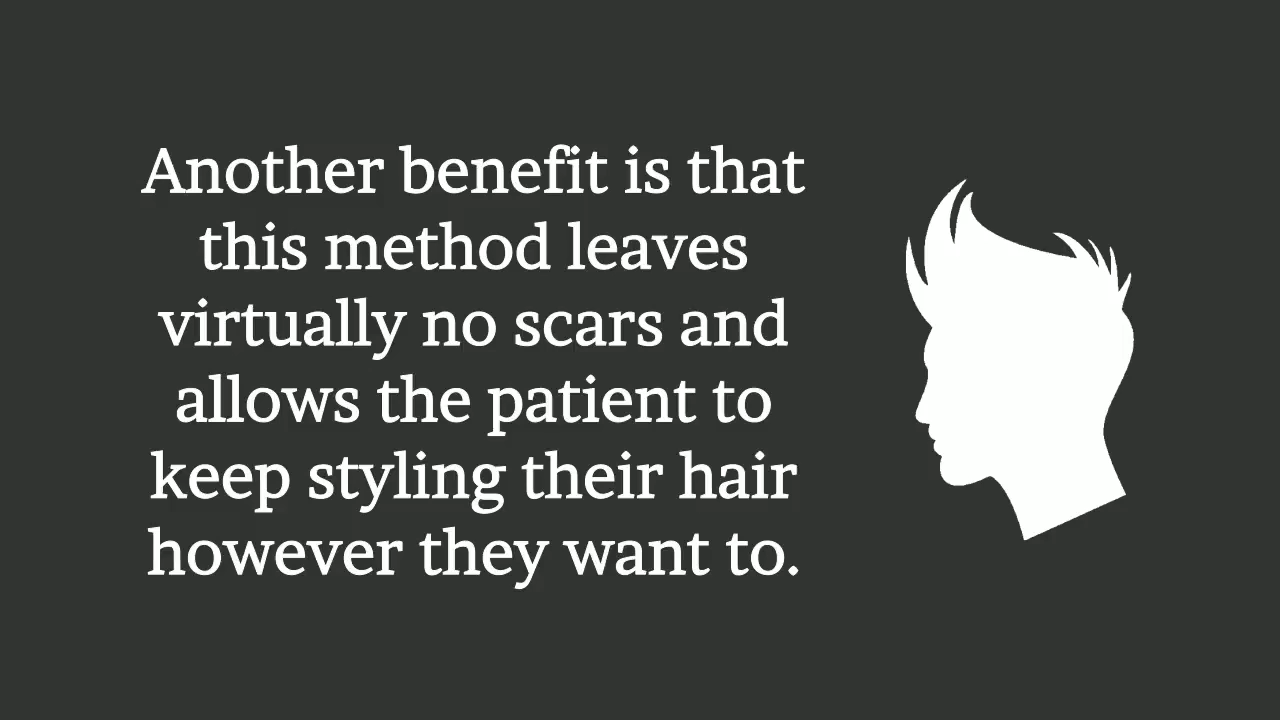 Another benefit is that
this method leaves
virtually no scars and
allows the patient to
keep styling their hair
however they want to.